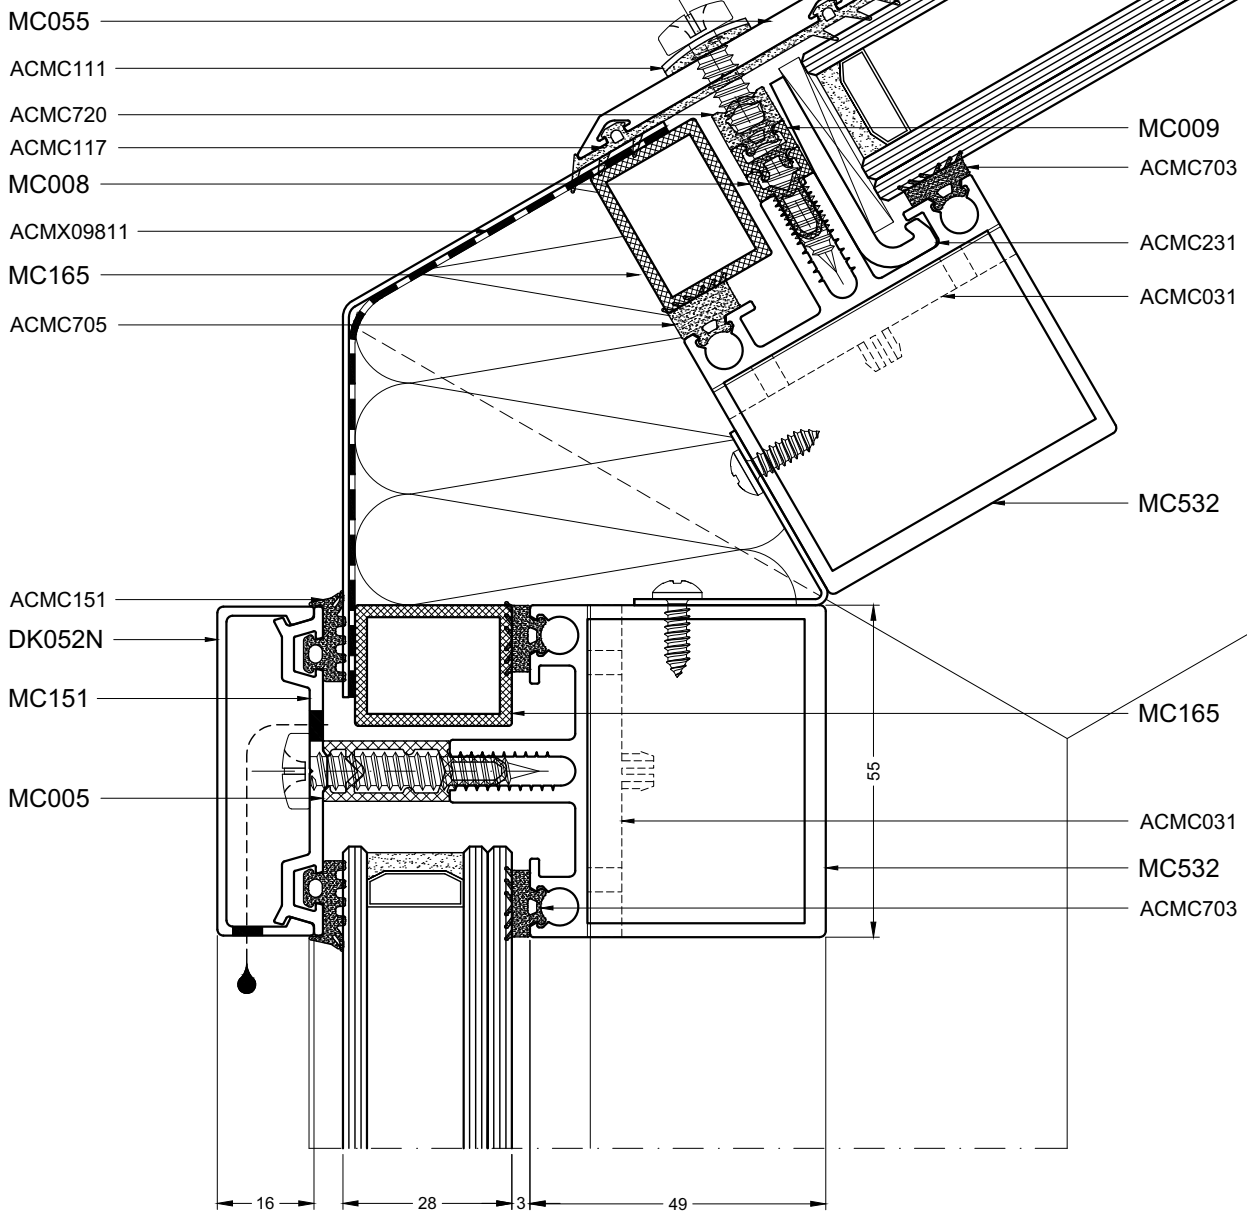 MC055
ACMC111
ACMC720
ACMC117
MC008
ACMX09811
MC165
ACMC705
ACMC151
DK052N
MC151
MC005
MC009
ACMC703
ACMC231
ACMC031
MC532
MC165
55
ACMC031
MC532
ACMC703
16
28
3
49